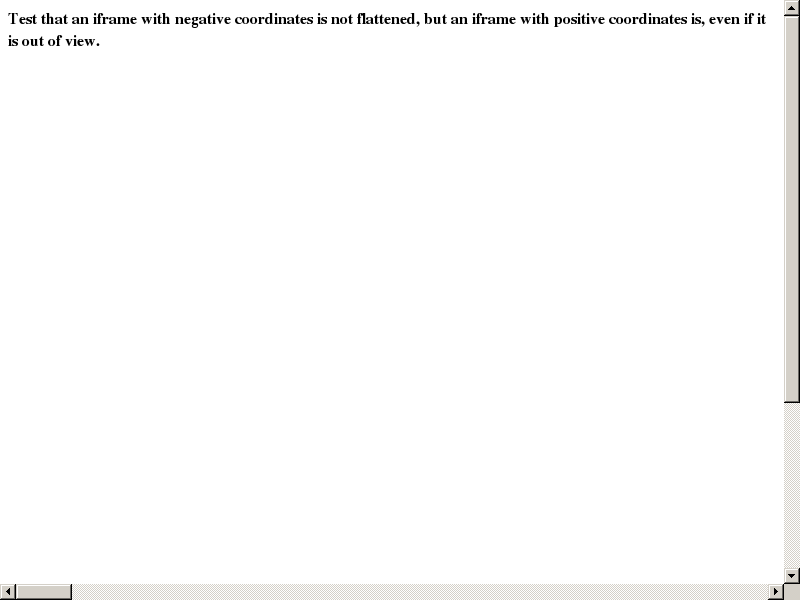 Test that an iframe with negative coordinates is not flattened, but an iframe with positive coordinates is, even if it
is out of view.